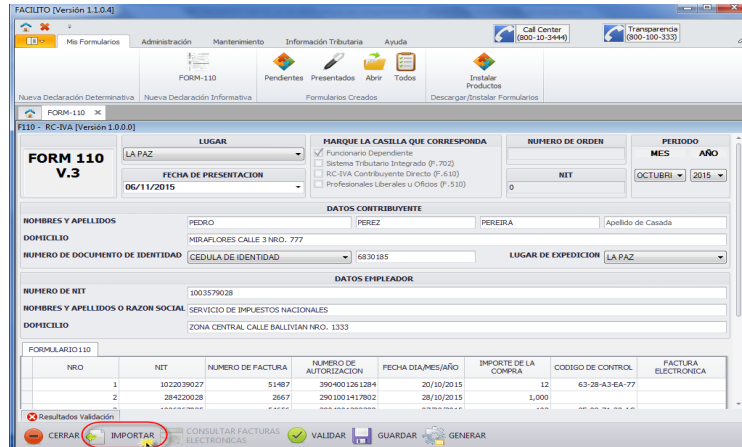 FACILITO [Versión 1.1.0.4]
Mis Formularios Administración Mantenimiento Información Tributaria Ayuda
Call Center (800-10-3444)
Transparencia (800-100-333)
FORM-110 Pendientes Presentados Abrir Todos Instalar Productos
Nueva Declaración Determinativa Nueva Declaración Informativa Formularios Creados Descargar/Instalar Formularios
FORM-110
F110 - RC-IVA [Versión 1.0.0.0]
FORM 110 V.3
LUGAR
LA PAZ
FECHA DE PRESENTACION
06/11/2015
MARQUE LA CASILLA QUE CORRESPONDA
Funcionario Dependiente
Sistema Tributario Integrado (F.702)
RC-IVA Contribuyente Directo (F.610)
Profesionales Liberales u Oficios (F.510)
NUMERO DE ORDEN
NIT
0
PERIODO
MES AÑO
OCTUBRI 2015
DATOS CONTRIBUYENTE
NOMBRES Y APELLIDOS PEDRO PEREZ PEREIRA Apellido de Casada
DOMICILIO MIRAFLORES CALLE 3 NRO. 777
NUMERO DE DOCUMENTO DE IDENTIDAD CEDULA DE IDENTIDAD 6830185 LUGAR DE EXPEDICION LA PAZ
DATOS EMPLEADOR
NUMERO DE NIT 1003579028
NOMBRES Y APELLIDOS O RAZON SOCIAL SERVICIO DE IMPUESTOS NACIONALES
DOMICILIO ZONA CENTRAL CALLE BALLIVIAN NRO. 1333
FORMULARIO110
NRO NIT NUMERO DE FACTURA NUMERO DE AUTORIZACION FECHA DIA/MES/AÑO IMPORTE DE LA COMPRA CODIGO DE CONTROL FACTURA ELECTRONICA
1 1022039027 51487 3904001261284 20/10/2015 12 63-28-A3-EA-77
2 284220028 2667 2901001417802 28/10/2015 1,000
Resultados Validación
CERRAR IMPORTAR CONSULTAR FACTURAS ELECTRONICAS VALIDAR GUARDAR GENERAR